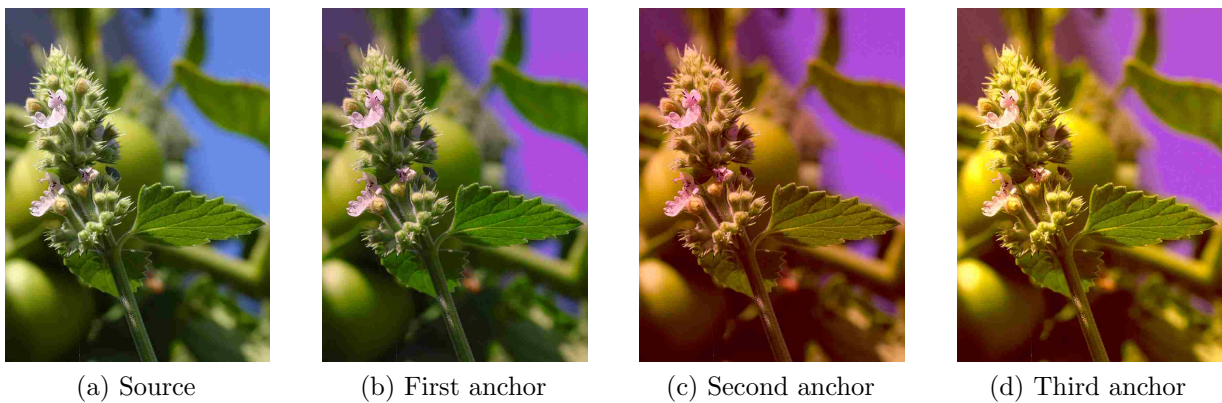 (a) Source
(b) First anchor
(c) Second anchor
(d) Third anchor